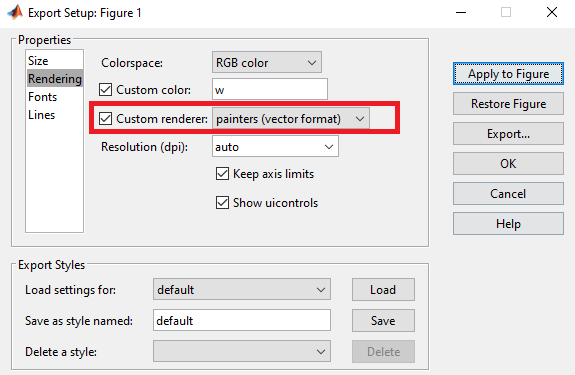 Export Setup: Figure 1
Properties
Size
Rendering
Fonts
Lines
Colorspace: RGB color
Custom color: w
Custom renderer: painters (vector format)
Resolution (dpi): auto
Keep axis limits
Show uicontrols
Apply to Figure
Restore Figure
Export...
OK
Cancel
Help
Export Styles
Load settings for: default Load
Save as style named: default Save
Delete a style: Delete